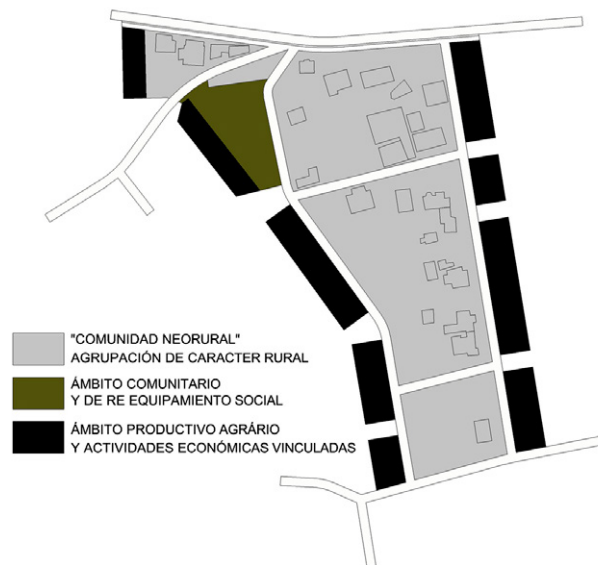 "COMUNIDAD NEORURAL"
AGRUPACIÓN DE CARACTER RURAL
ÁMBITO COMUNITARIO
Y DE RE EQUIPAMIENTO SOCIAL
ÁMBITO PRODUCTIVO AGRÁRIO
Y ACTIVIDADES ECONÓMICAS VINCULADAS